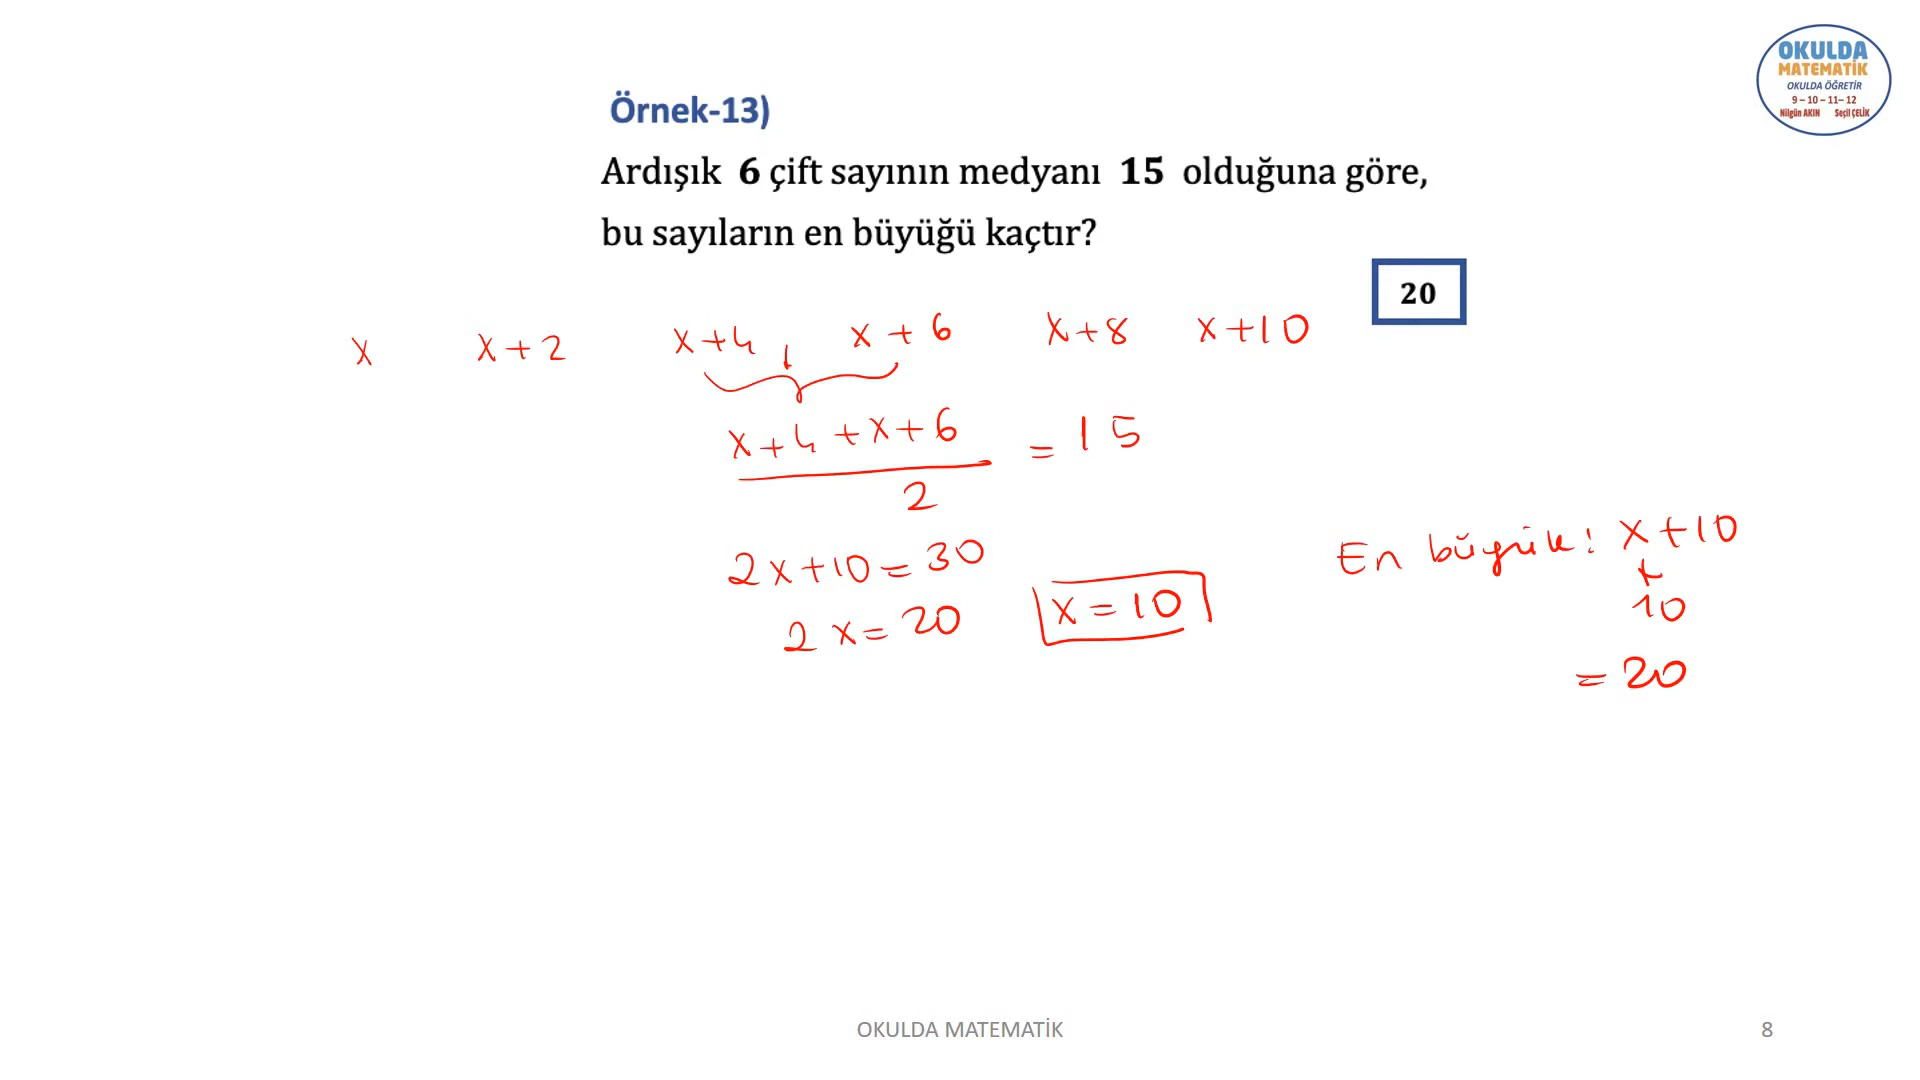 OKULDA
MATEMATİK
OKULDA ÖĞRETİR
9 – 10 – 11– 12
Nilgün AKIN Seçil ÇELİK
Örnek-13)
Ardışık 6 çift sayının medyanı 15 olduğuna göre,
bu sayıların en büyüğü kaçtır?
20
x x+2 x+4 x+6 x+8 x+10
x+4+x+6
= 15
2
2x+10=30
2x=20
x=10
En büyük: x+10
10
= 20
OKULDA MATEMATİK
8